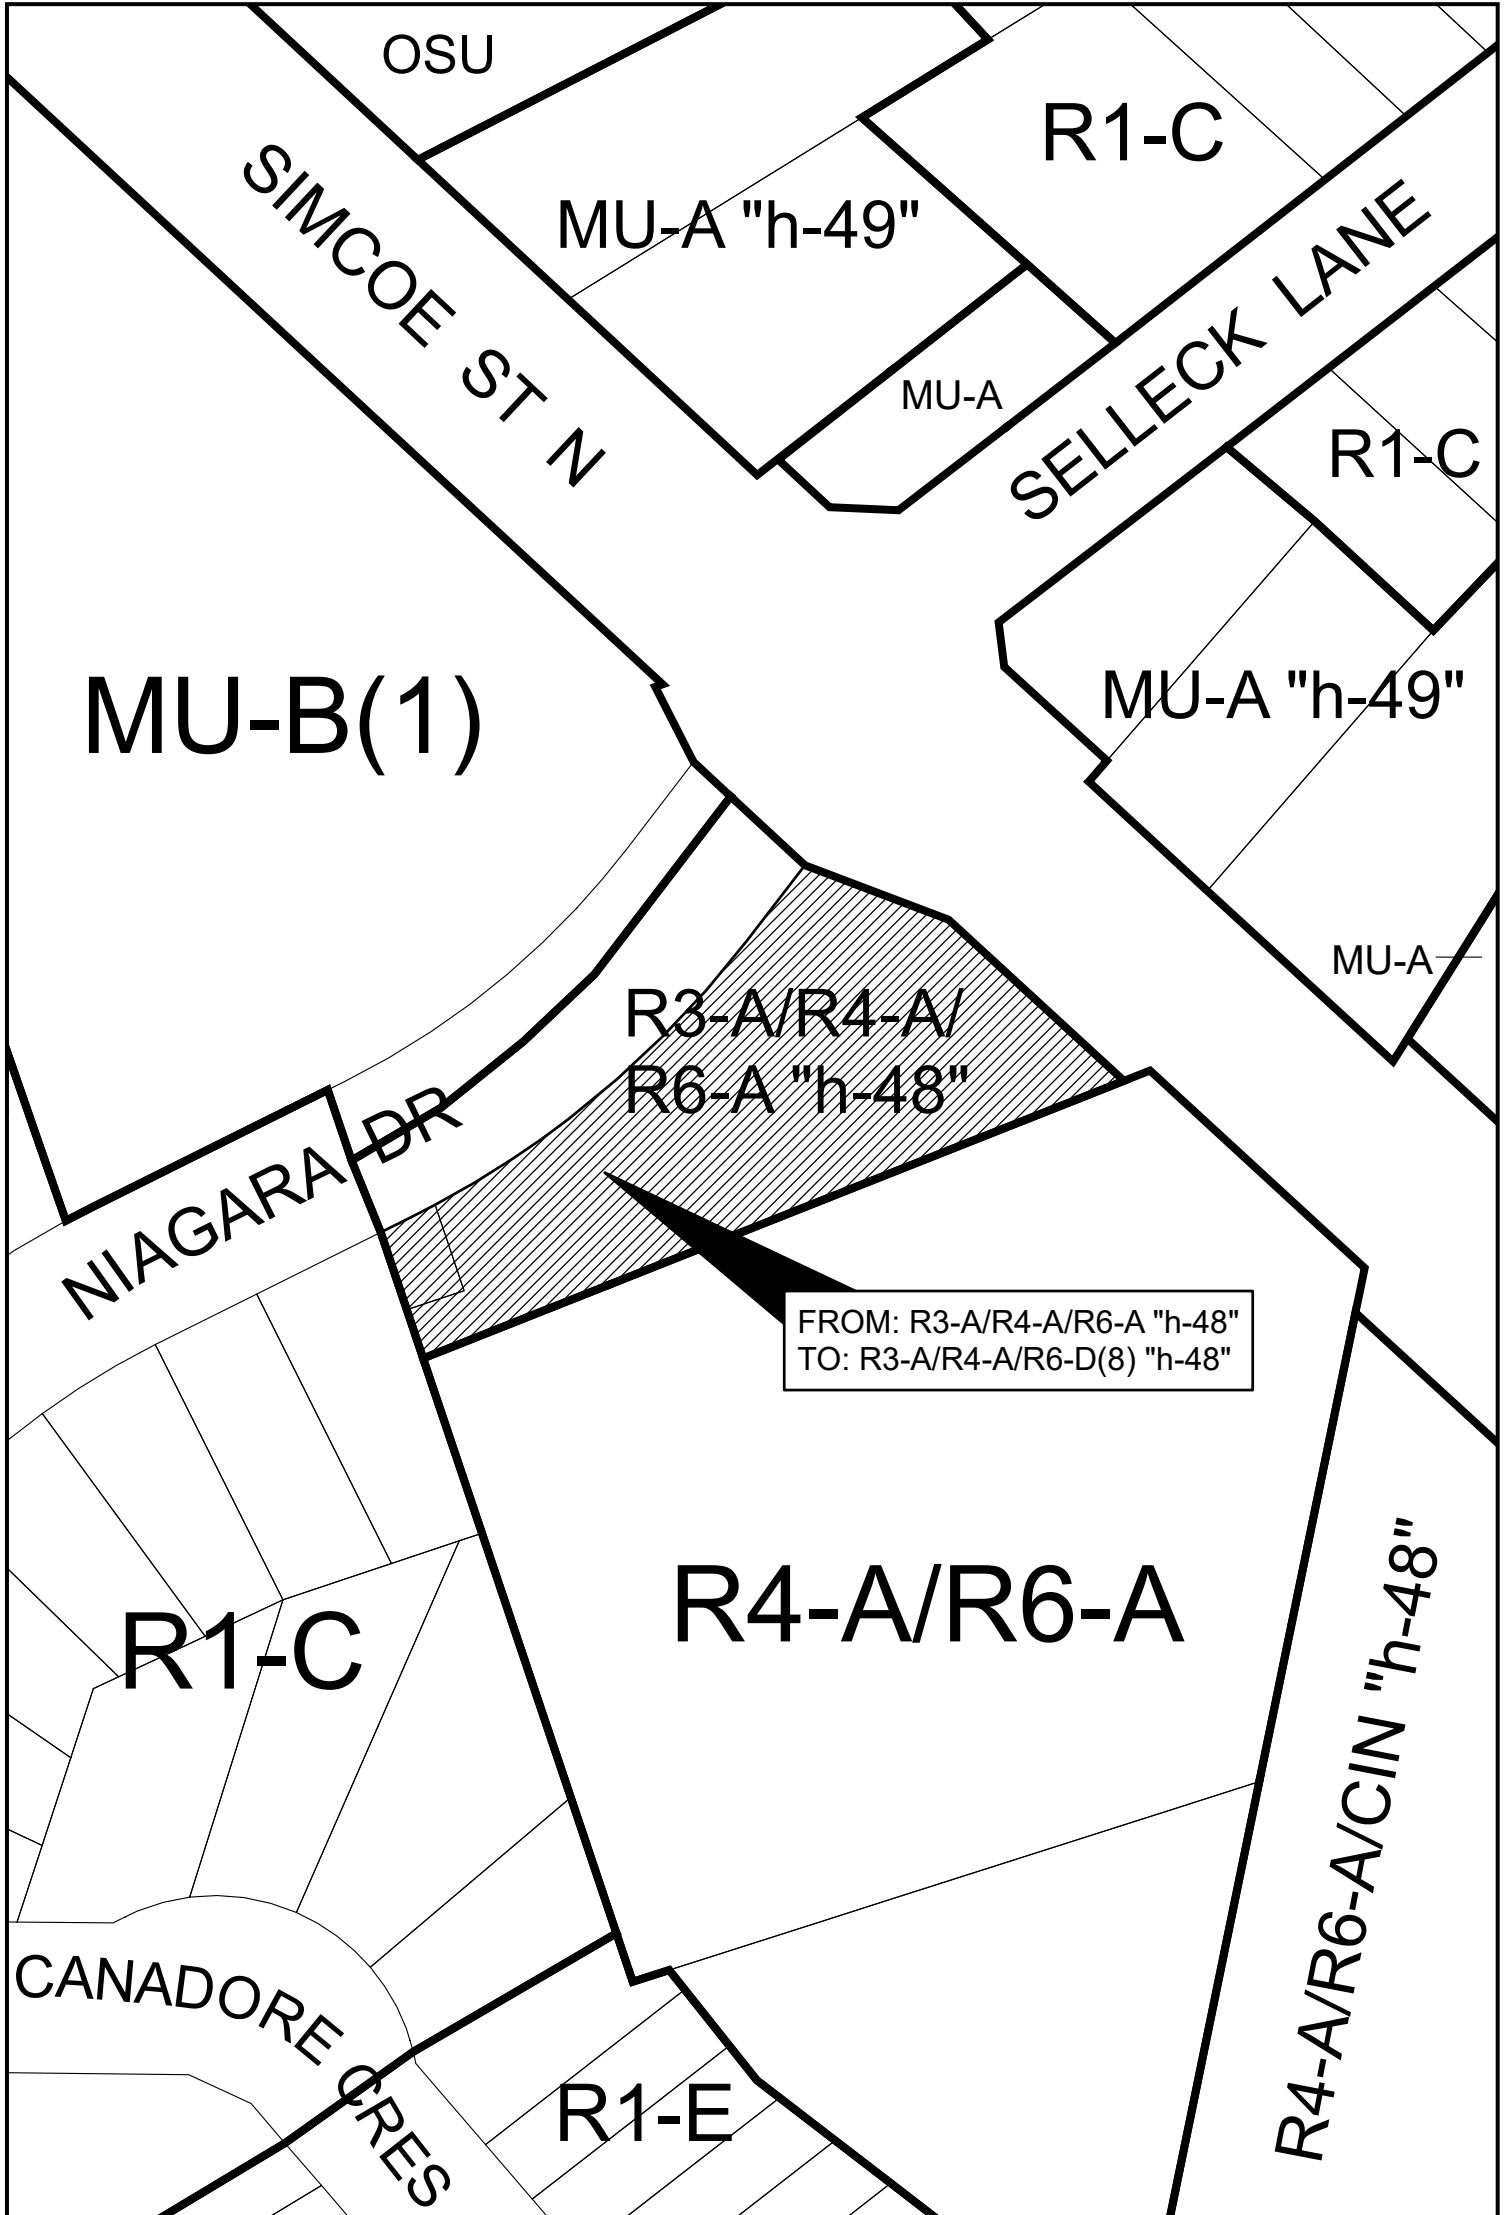 OSU
R1-C
SIMCOE ST N
MU-A "h-49"
SELLECK LANE
MU-A
R1-C
MU-B(1)
MU-A "h-49"
MU-A
R3-A/R4-A/
R6-A "h-48"
NIAGARA DR
FROM: R3-A/R4-A/R6-A "h-48"
TO: R3-A/R4-A/R6-D(8) "h-48"
R4-A/R6-A
R1-C
R4-A/R6-A/CIN "h-48"
CANADORE CRES
R1-E